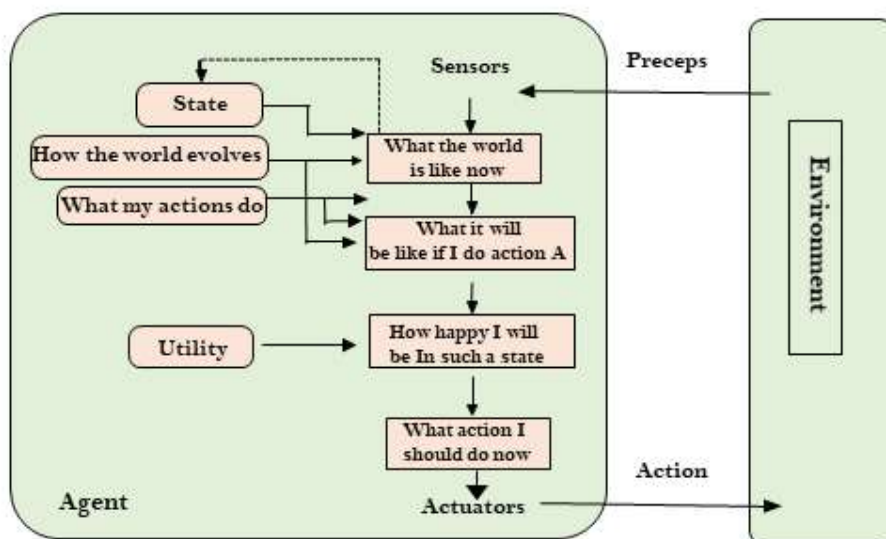 Sensors
Preceps
State
How the world evolves
What the world
is like now
What my actions do
What it will
be like if I do action A
Environment
Utility
How happy I will
be In such a state
What action I
should do now
Action
Agent
Actuators